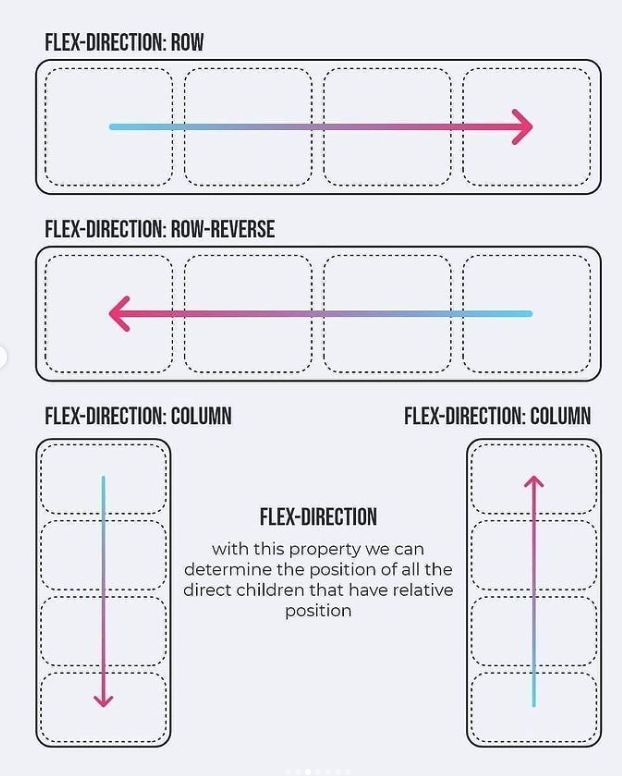 FLEX-DIRECTION: ROW
FLEX-DIRECTION: ROW-REVERSE
FLEX-DIRECTION: COLUMN
FLEX-DIRECTION: COLUMN
FLEX-DIRECTION
with this property we can
determine the position of all the
direct children that have relative
position